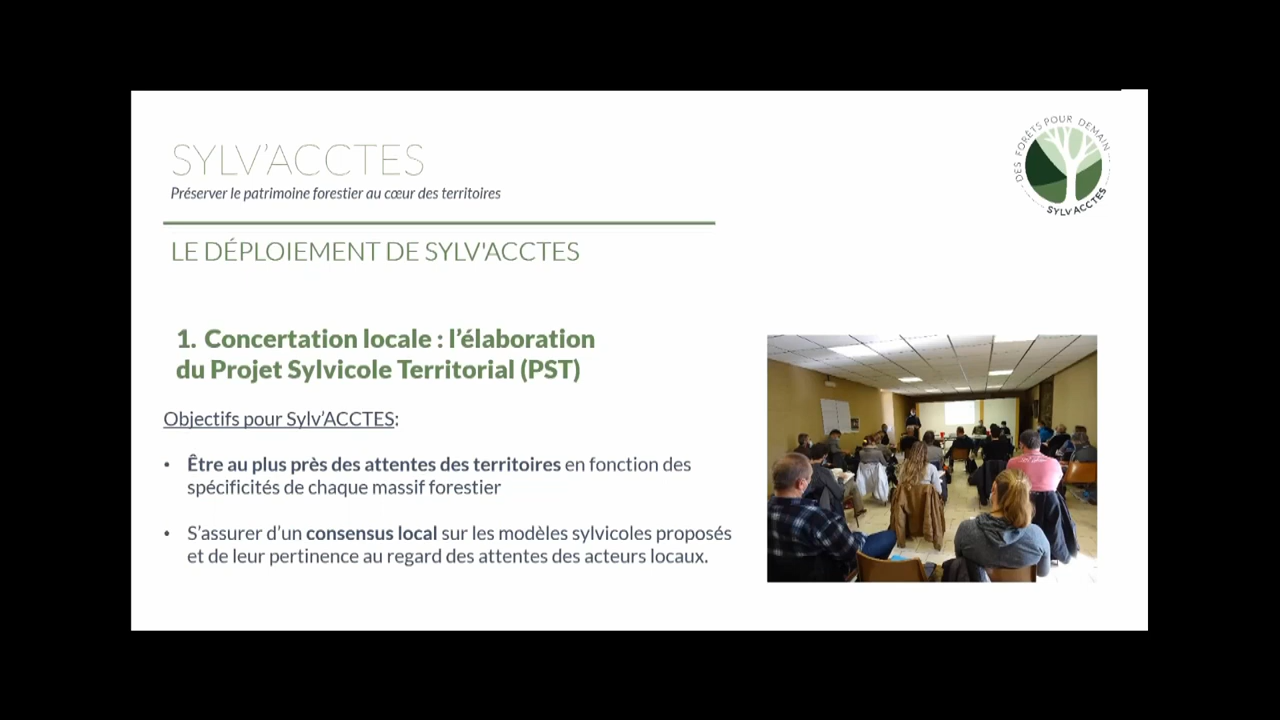 SYLV'ACCTES
Préserver le patrimoine forestier au cœur des territoires
DES FORÊTS POUR DEMAIN
SYLV'ACCTES
LE DÉPLOIEMENT DE SYLV'ACCTES
1. Concertation locale : l’élaboration
du Projet Sylvicole Territorial (PST)
Objectifs pour Sylv’ACCTES:
• Être au plus près des attentes des territoires en fonction des
spécificités de chaque massif forestier
• S’assurer d’un consensus local sur les modèles sylvicoles proposés
et de leur pertinence au regard des attentes des acteurs locaux.